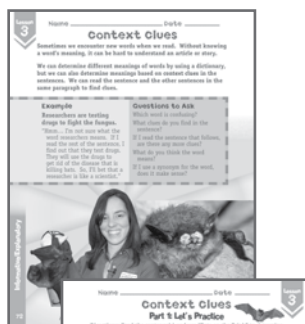 Lesson
3
Name Date
Context Clues
Sometimes we encounter new words when we read. Without knowing
a word's meaning, it can be hard to understand an article or story.
We can determine different meanings of words by using a dictionary,
but we can also determine meanings based on context clues in the
sentences. We can read the sentence and the other sentences in the
same paragraph to find clues.
Example
Researchers are testing
drugs to fight the fungus.
"Hmm... I'm not sure what the
word researchers means. If I
read the rest of the sentence, I
find out that they test drugs.
They will use the drugs to
get rid of the disease that is
killing bats. So, I'll bet that a
researcher is like a scientist."
Questions to Ask
Which word is confusing?
What clues do you find in the
sentence?
If I read the sentence that follows,
are there any more clues?
What do you think the word
means?
If I use a synonym for the word,
does it make sense?
Informative/Explanatory
72
Lesson
3
Name Date
Context Clues
Part 1: Let's Practice